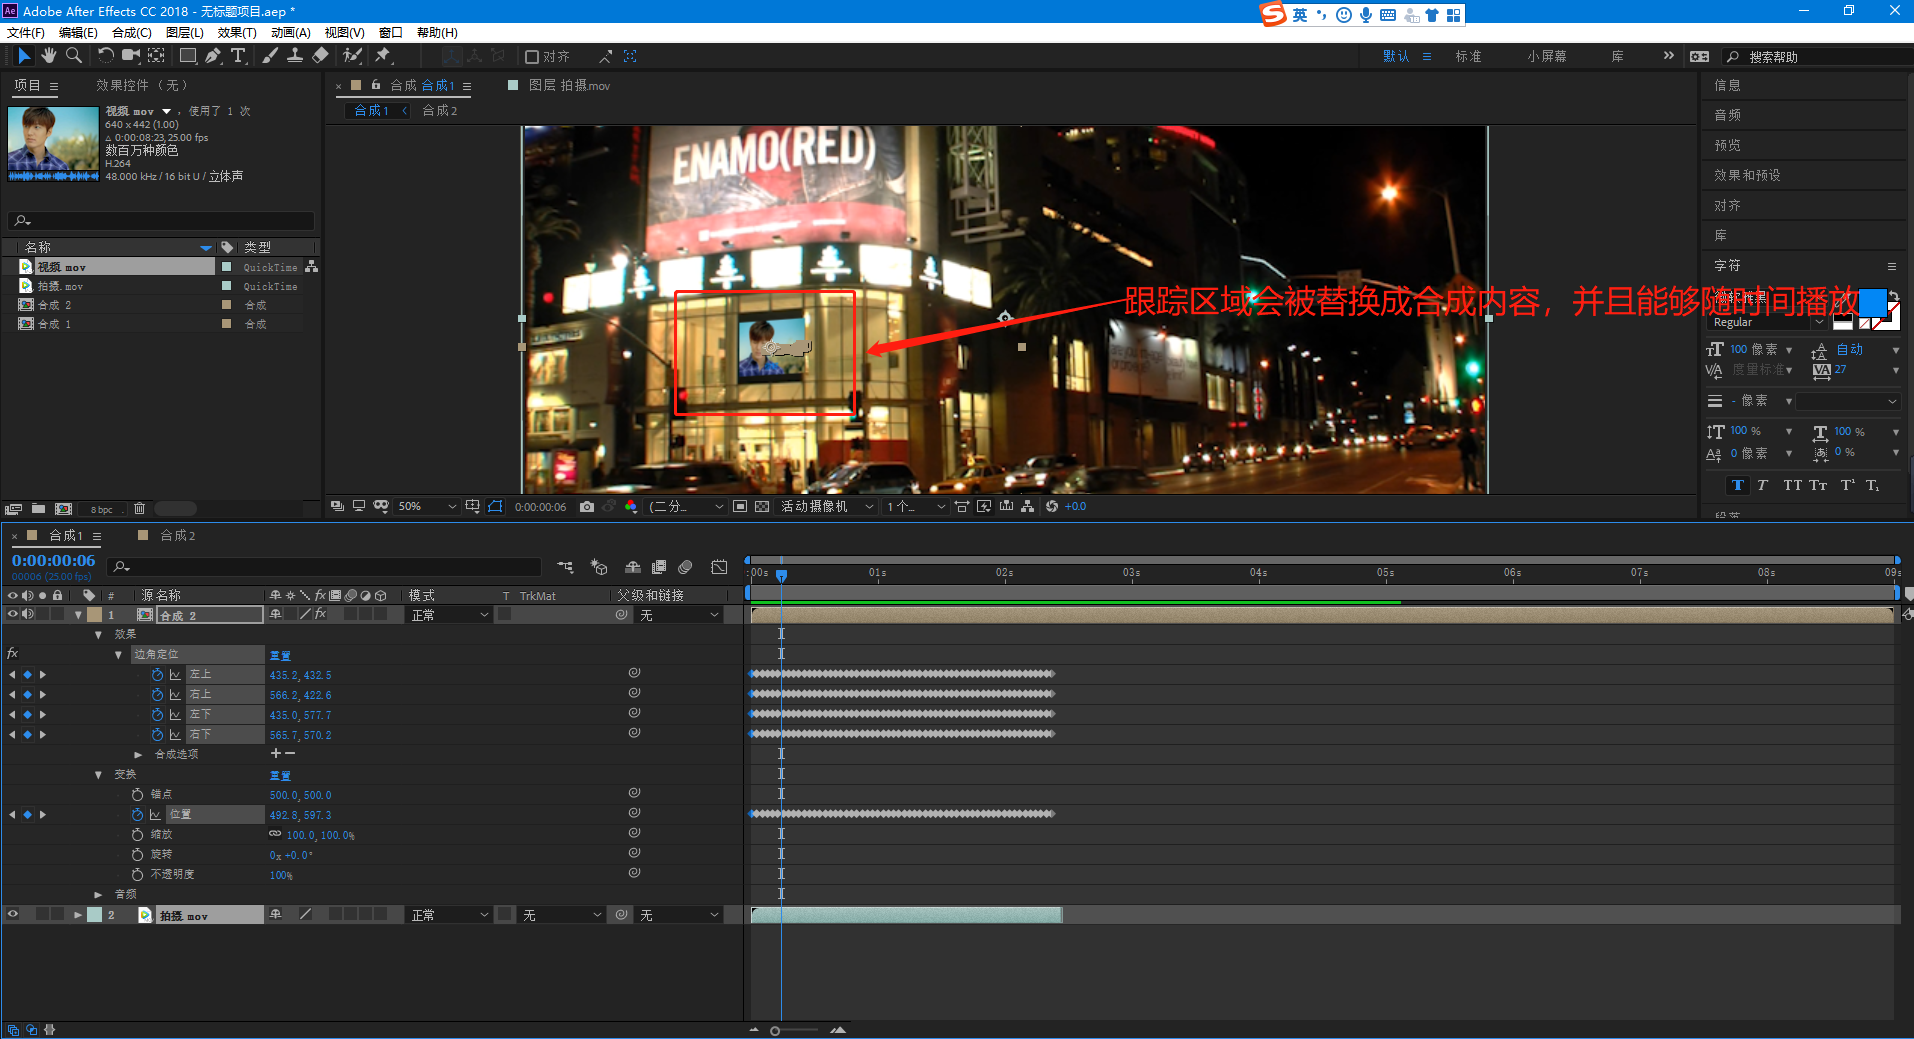 Ae Adobe After Effects CC 2018 - 无标题项目.aep *
英
文件(F) 编辑(E) 合成(C) 图层(L) 效果(T) 动画(A) 视图(V) 窗口 帮助(H)
对齐
默认 标准 小屏幕 库 » 搜索帮助
项目 效果控件 (无)
× 合成 合成1 图层 拍摄.mov
合成1 合成2
视频.mov ▼ , 使用了 1 次
640 x 442 (1.00)
△ 0:00:08:23, 25.00 fps
数百万种颜色
H.264
48.000 kHz / 16 bit U / 立体声
名称 类型
视频.mov QuickTime
拍摄.mov QuickTime
合成 2 合成
合成 1 合成
8 bpc
ENAMO(RED)
跟踪区域会被替换成合成内容，并且能够随时间播放
50% 0:00:00:06 (二分... 活动摄像机 1个... +0.0
信息
音频
预览
效果和预设
对齐
库
字符
Regular
100 像素 自动
度量标准 27
- 像素
100 % 100 %
0 像素 0 %
T T TT Tт T¹ T₁
段落
× 合成1 合成2
0:00:00:06
00006 (25.00 fps)
:00s 01s 02s 03s 04s 05s 06s 07s 08s 09s
# 源名称 模式 T TrkMat 父级和链接
1 合成 2 正常 无
效果
fx 边角定位 重置
左上 435.2, 432.5
右上 566.2, 422.6
左下 435.0, 577.7
右下 565.7, 570.2
合成选项 + −
变换 重置
锚点 500.0, 500.0
位置 492.8, 597.3
缩放 100.0, 100.0%
旋转 0x +0.0°
不透明度 100%
音频
2 拍摄.mov 正常 无 无